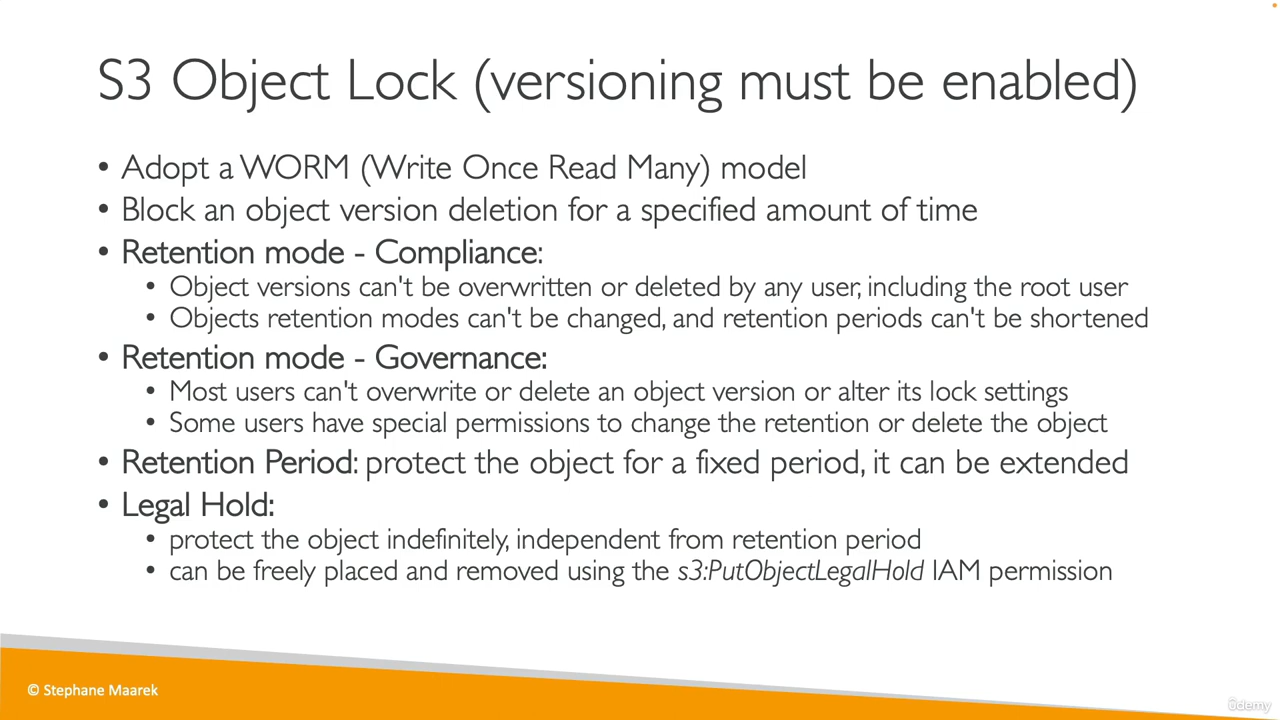 S3 Object Lock (versioning must be enabled)
• Adopt a WORM (Write Once Read Many) model
• Block an object version deletion for a specified amount of time
• Retention mode - Compliance:
• Object versions can't be overwritten or deleted by any user, including the root user
• Objects retention modes can't be changed, and retention periods can't be shortened
• Retention mode - Governance:
• Most users can't overwrite or delete an object version or alter its lock settings
• Some users have special permissions to change the retention or delete the object
• Retention Period: protect the object for a fixed period, it can be extended
• Legal Hold:
• protect the object indefinitely, independent from retention period
• can be freely placed and removed using the s3:PutObjectLegalHold IAM permission
© Stephane Maarek
ûdemy